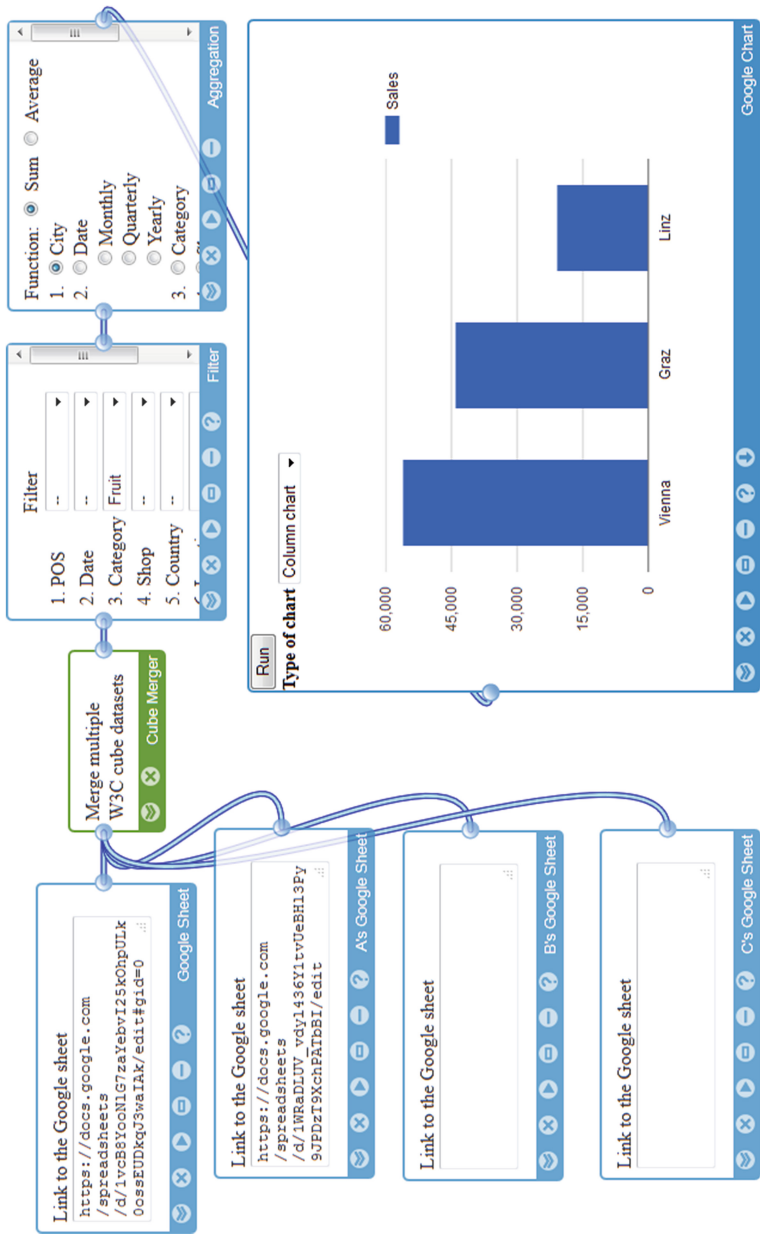 Link to the Google sheet
https://docs.google.com
/spreadsheets
/d/1vcB8YooNlG7zaYebvI25kOhpULk
0ossEUDkqJ3waIAk/edit#gid=0
Google Sheet
Link to the Google sheet
https://docs.google.com
/spreadsheets
/d/1WRaDLUV_vdyl436Y1tvUeBHl3Py
9JPDzT9XchPATbBI/edit
A's Google Sheet
Link to the Google sheet
B's Google Sheet
Link to the Google sheet
C's Google Sheet
Merge multiple
W3C cube datasets
Cube Merger
Filter
1. POS --
2. Date --
3. Category Fruit
4. Shop --
5. Country --
Filter
Function: Sum Average
1. City
2. Date
Monthly
Quarterly
Yearly
3. Category
Aggregation
Run
Type of chart Column chart
Sales
60,000
45,000
30,000
15,000
0
Vienna Graz Linz
Google Chart